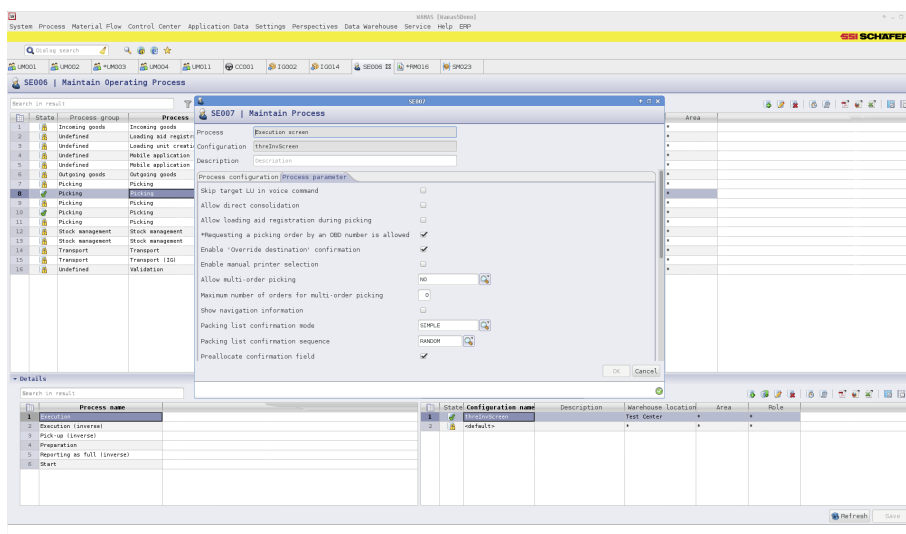 WAMAS [WamasDemo]
System Process Material Flow Control Center Application Data Settings Perspectives Data Warehouse Service Help ERP
SSI SCHÄFER
Dialog search
UM001 UM002 *UM003 UM004 UM011 CC001 IG002 IG014 SE006 *RM016 SM023
SE006 | Maintain Operating Process
Search in result
State Process group Process Area
1 Incoming goods Incoming goods *
2 Undefined Loading aid registr *
3 Undefined Loading unit creati *
4 Undefined Mobile application *
5 Undefined Mobile application *
6 Outgoing goods Outgoing goods *
7 Picking Picking *
8 Picking Picking *
9 Picking Picking *
10 Picking Picking *
11 Picking Picking *
12 Stock management Stock management *
13 Stock management Stock management *
14 Transport Transport *
15 Transport Transport (IG) *
16 Undefined Validation *
SE007
SE007 | Maintain Process
Process Execution screen
Configuration threInvScreen
Description Description
Process configuration Process parameter
Skip target LU in voice command
Allow direct consolidation
Allow loading aid registration during picking
*Requesting a picking order by an OBD number is allowed
Enable 'Override destination' confirmation
Enable manual printer selection
Allow multi-order picking NO
Maximum number of orders for multi-order picking 0
Show navigation information
Packing list confirmation mode SIMPLE
Packing list confirmation sequence RANDOM
Preallocate confirmation field
OK Cancel
Details
Search in result
Process name
1 Execution
2 Execution (inverse)
3 Pick-up (inverse)
4 Preparation
5 Reporting as full (inverse)
6 Start
State Configuration name Description Warehouse location Area Role
1 threInvScreen Test Center * *
2 <default> * * *
Refresh Save